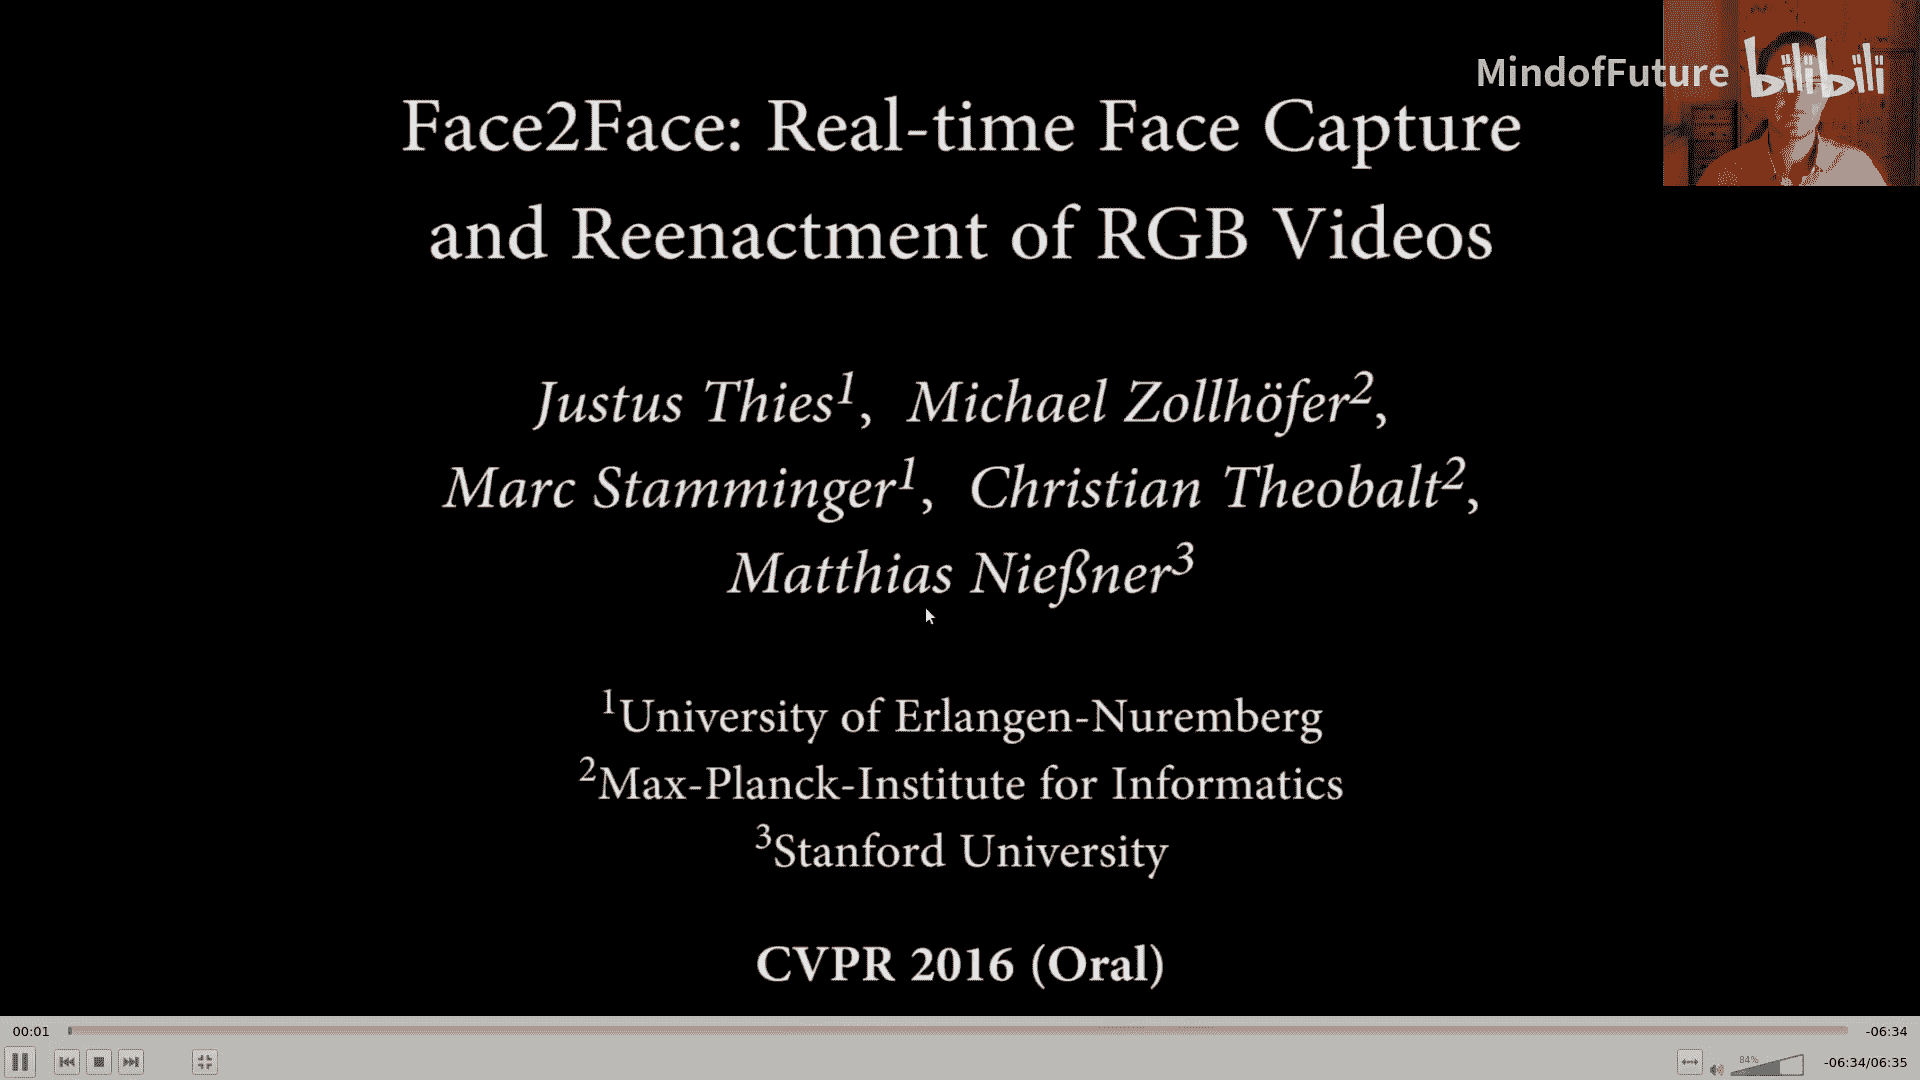 MindofFuture bilibili
Face2Face: Real-time Face Capture
and Reenactment of RGB Videos
Justus Thies1, Michael Zollhöfer2,
Marc Stamminger1, Christian Theobalt2,
Matthias Nießner3
1University of Erlangen-Nuremberg
2Max-Planck-Institute for Informatics
3Stanford University
CVPR 2016 (Oral)
00:01 -06:34
84% -06:34/06:35